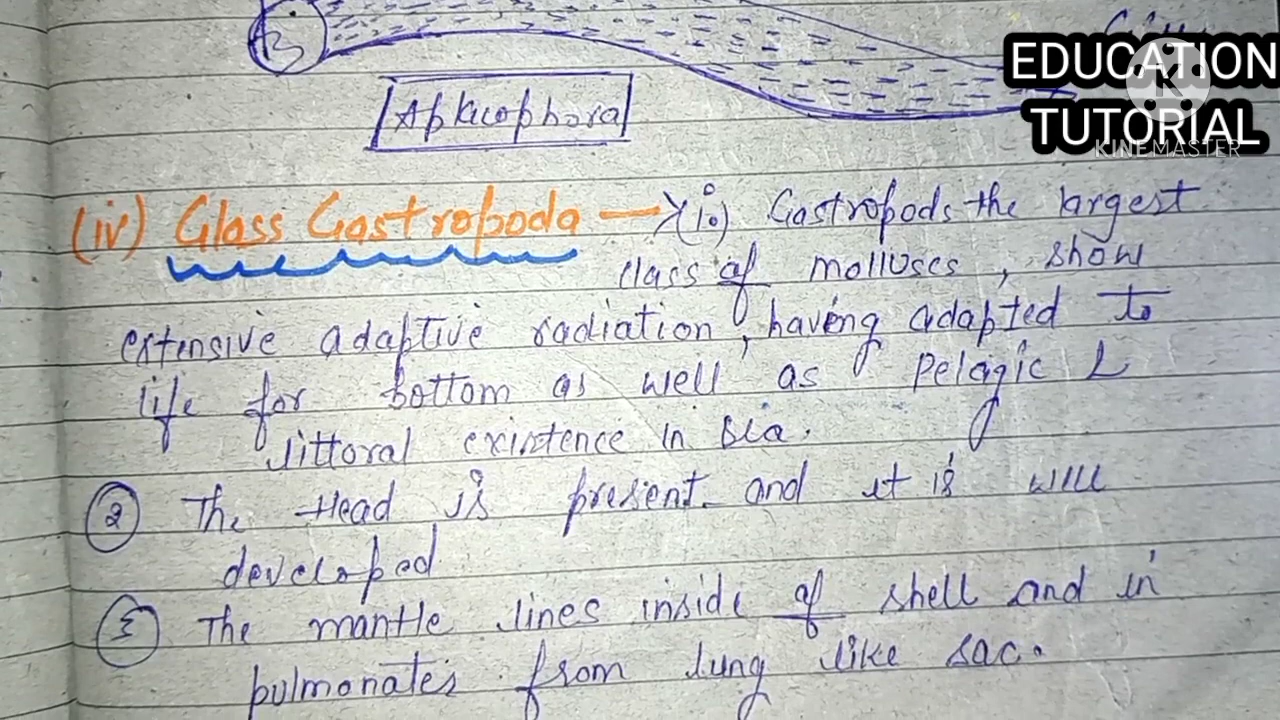 EDUCATION
TUTORIAL
KINEMASTER
Aplacophora
(iv) Class Gastropoda → (i) Gastropods the largest
class of molluscs, show
extensive adaptive radiation, having adapted to
life for bottom as well as pelagic &
littoral existence in sea.
② The Head is present and it is well
developed
③ The mantle lines inside of shell and in
pulmonates from lung like sac.